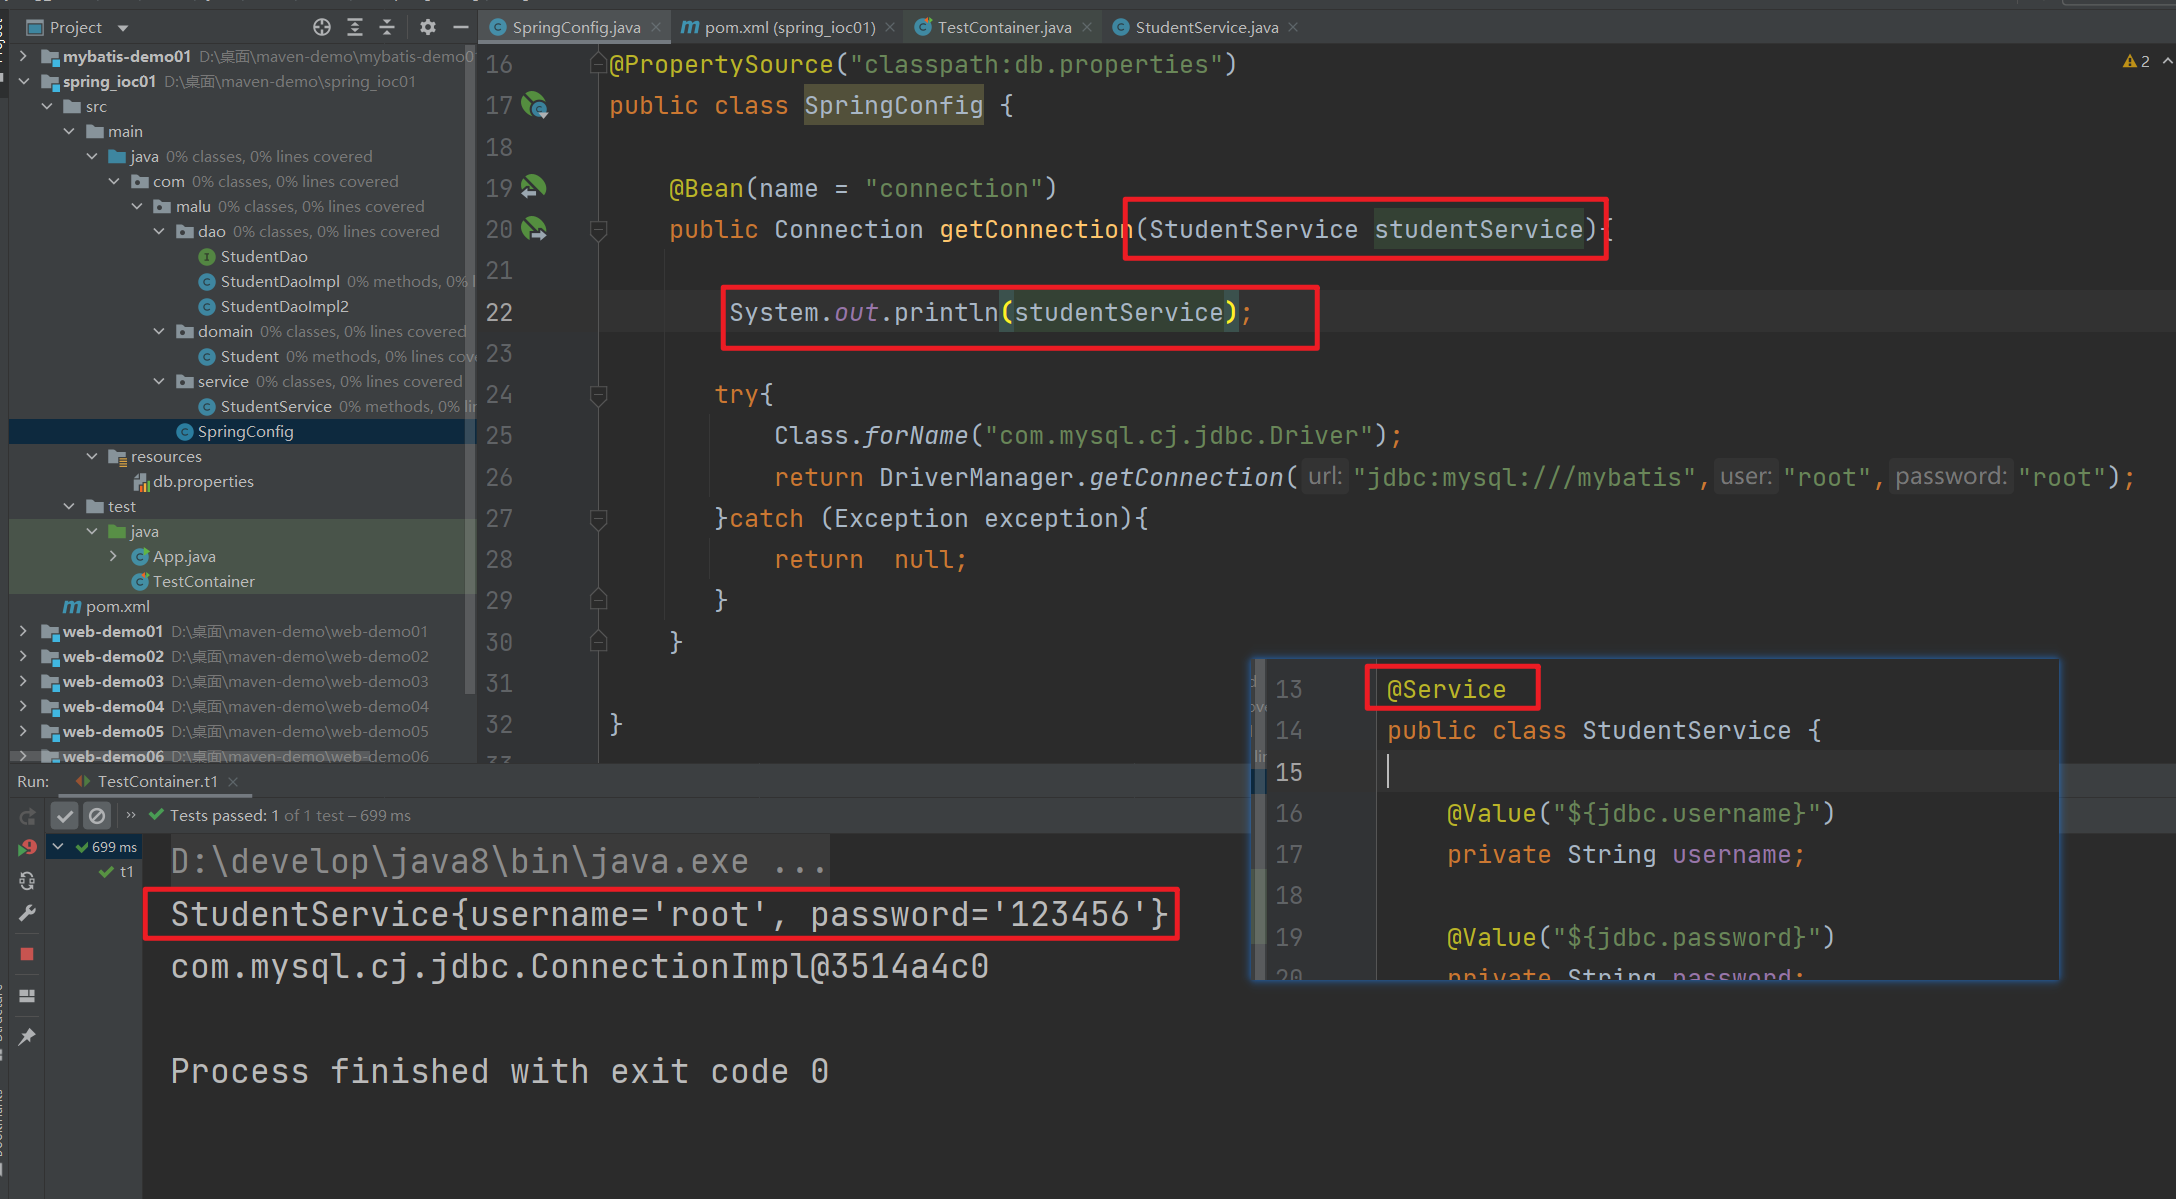 Project
SpringConfig.java
pom.xml (spring_ioc01)
TestContainer.java
StudentService.java
mybatis-demo01 D:\桌面\maven-demo\mybatis-demo0
spring_ioc01 D:\桌面\maven-demo\spring_ioc01
src
main
java 0% classes, 0% lines covered
com 0% classes, 0% lines covered
malu 0% classes, 0% lines covered
dao 0% classes, 0% lines covered
StudentDao
StudentDaoImpl 0% methods, 0% l
StudentDaoImpl2
domain 0% classes, 0% lines covered
Student 0% methods, 0% lines cov
service 0% classes, 0% lines covered
StudentService 0% methods, 0% lin
SpringConfig
resources
db.properties
test
java
App.java
TestContainer
pom.xml
web-demo01 D:\桌面\maven-demo\web-demo01
web-demo02 D:\桌面\maven-demo\web-demo02
web-demo03 D:\桌面\maven-demo\web-demo03
web-demo04 D:\桌面\maven-demo\web-demo04
web-demo05 D:\桌面\maven-demo\web-demo05
web-demo06 D:\桌面\maven-demo\web-demo06
2
16 @PropertySource("classpath:db.properties")
17 public class SpringConfig {
18
19 @Bean(name = "connection")
20 public Connection getConnection(StudentService studentService){
21
22 System.out.println(studentService);
23
24 try{
25 Class.forName("com.mysql.cj.jdbc.Driver");
26 return DriverManager.getConnection( url: "jdbc:mysql:///mybatis", user: "root", password: "root");
27 }catch (Exception exception){
28 return null;
29 }
30 }
31
32 }
33
13 @Service
14 public class StudentService {
15
16 @Value("${jdbc.username}")
17 private String username;
18
19 @Value("${jdbc.password}")
20 private String password;
Run: TestContainer.t1
Tests passed: 1 of 1 test – 699 ms
699 ms
t1
D:\develop\java8\bin\java.exe ...
StudentService{username='root', password='123456'}
com.mysql.cj.jdbc.ConnectionImpl@3514a4c0
Process finished with exit code 0